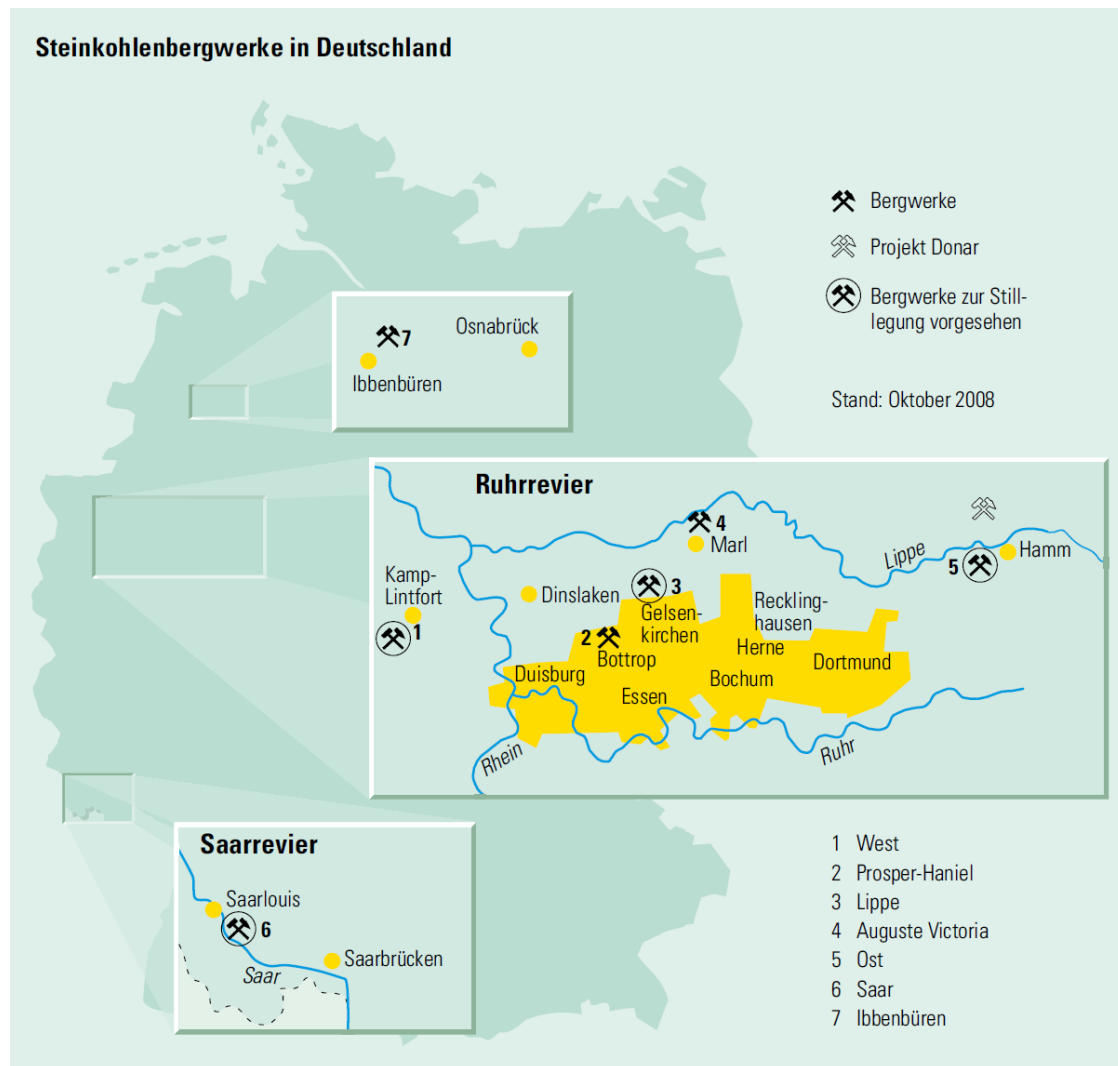 Steinkohlenbergwerke in Deutschland
Bergwerke
Projekt Donar
Bergwerke zur Still-
legung vorgesehen
Stand: Oktober 2008
7
Osnabrück
Ibbenbüren
Ruhrrevier
4
Marl
Lippe
Hamm
5
Kamp-
Lintfort
1
Dinslaken
3
Gelsen-
kirchen
Reckling-
hausen
2
Bottrop
Herne
Dortmund
Duisburg
Essen
Bochum
Rhein
Ruhr
Saarrevier
Saarlouis
6
Saar
Saarbrücken
1 West
2 Prosper-Haniel
3 Lippe
4 Auguste Victoria
5 Ost
6 Saar
7 Ibbenbüren